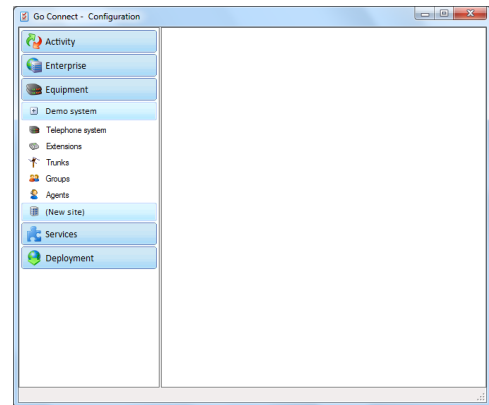 Go Connect - Configuration
Activity
Enterprise
Equipment
Demo system
Telephone system
Extensions
Trunks
Groups
Agents
(New site)
Services
Deployment